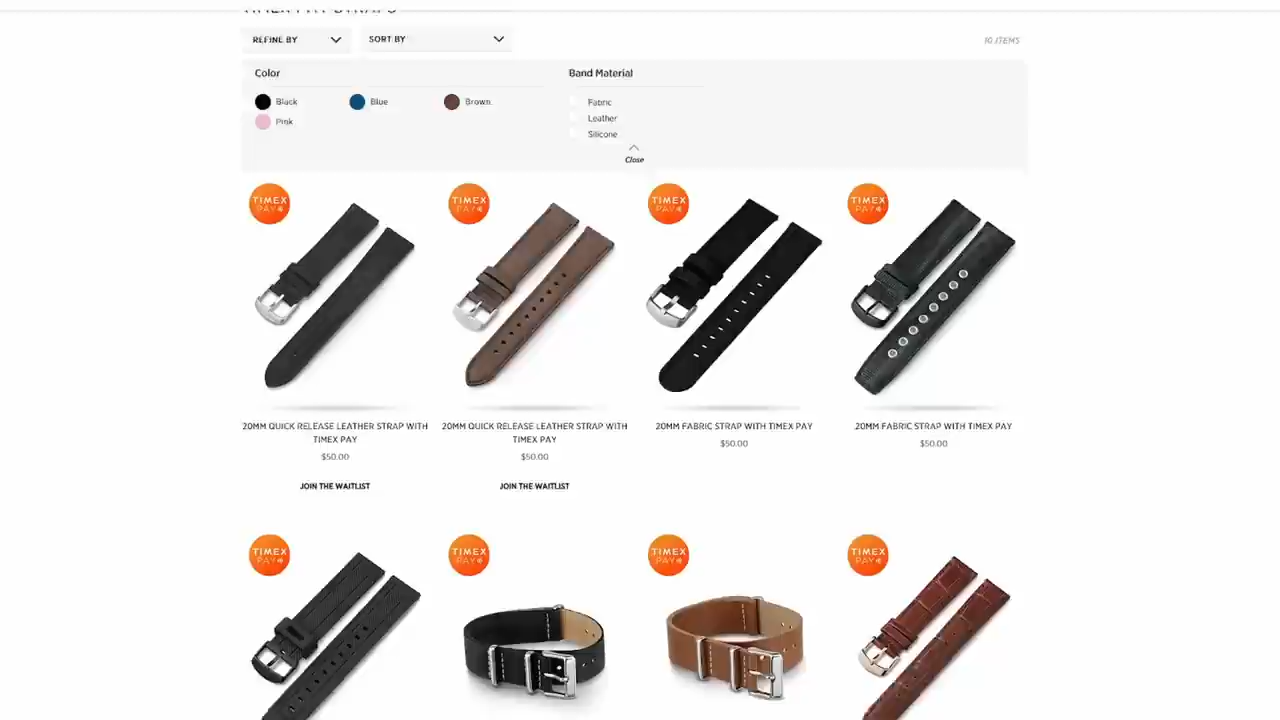 REFINE BY
SORT BY
10 ITEMS
Color
Band Material
Black
Blue
Brown
Pink
Fabric
Leather
Silicone
Close
TIMEX
PAY
TIMEX
PAY
TIMEX
PAY
TIMEX
PAY
20MM QUICK RELEASE LEATHER STRAP WITH
TIMEX PAY
$50.00
JOIN THE WAITLIST
20MM QUICK RELEASE LEATHER STRAP WITH
TIMEX PAY
$50.00
JOIN THE WAITLIST
20MM FABRIC STRAP WITH TIMEX PAY
$50.00
20MM FABRIC STRAP WITH TIMEX PAY
$50.00
TIMEX
PAY
TIMEX
PAY
TIMEX
PAY
TIMEX
PAY